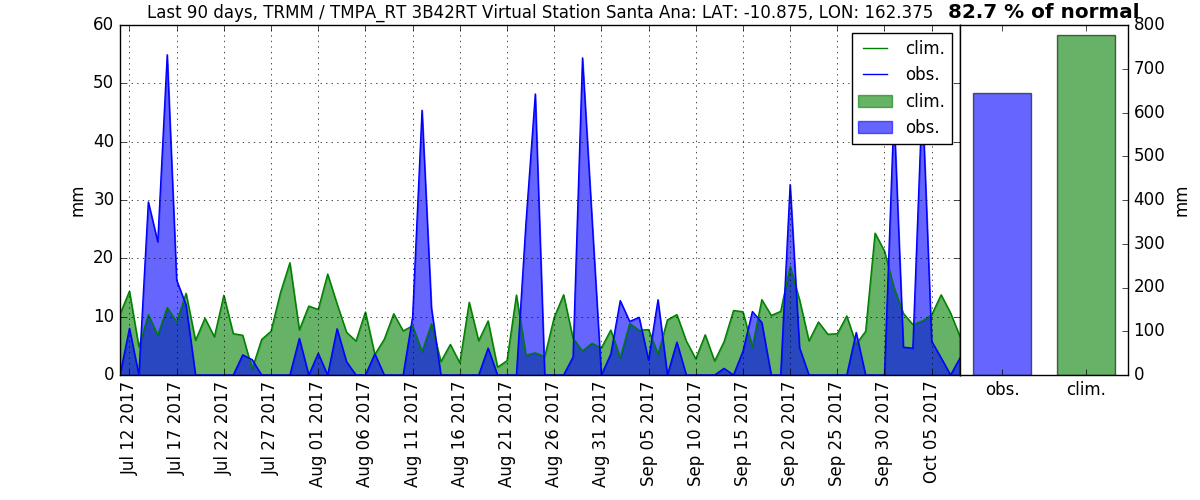 Last 90 days, TRMM / TMPA_RT 3B42RT Virtual Station Santa Ana: LAT: -10.875, LON: 162.375
82.7 % of normal
60
50
40
30
20
10
0
mm
clim.
obs.
clim.
obs.
800
700
600
500
400
300
200
100
0
mm
Jul 12 2017
Jul 17 2017
Jul 22 2017
Jul 27 2017
Aug 01 2017
Aug 06 2017
Aug 11 2017
Aug 16 2017
Aug 21 2017
Aug 26 2017
Aug 31 2017
Sep 05 2017
Sep 10 2017
Sep 15 2017
Sep 20 2017
Sep 25 2017
Sep 30 2017
Oct 05 2017
obs.
clim.